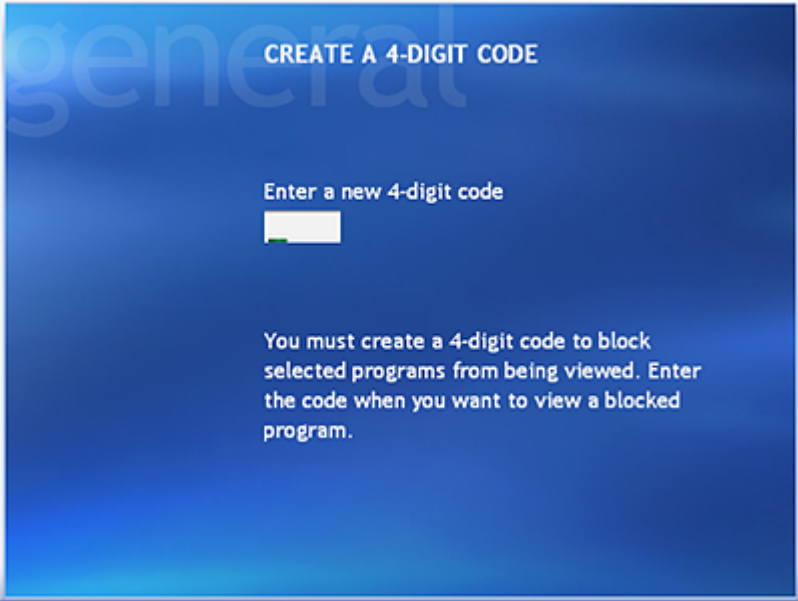 general
CREATE A 4-DIGIT CODE
Enter a new 4-digit code
You must create a 4-digit code to block
selected programs from being viewed. Enter
the code when you want to view a blocked
program.